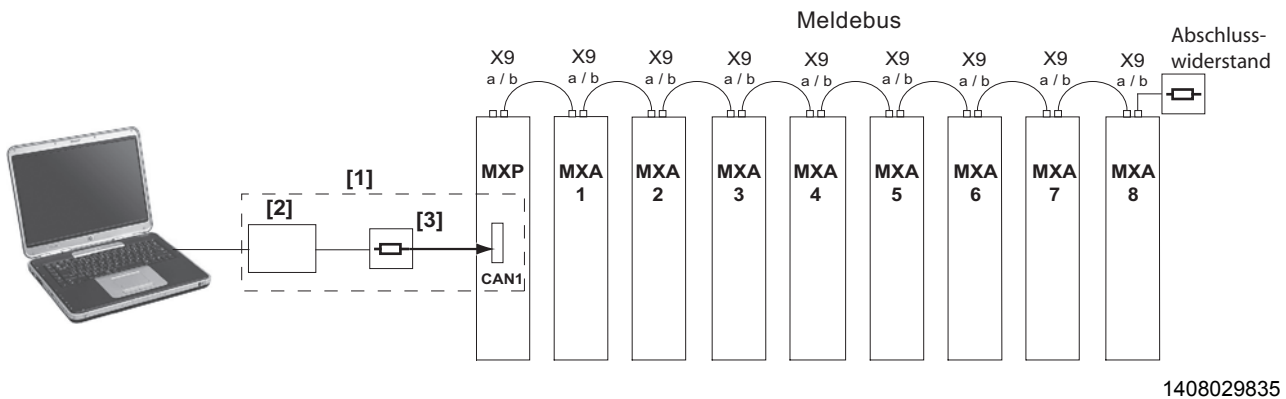 Meldebus
Abschluss-
widerstand
X9 X9 X9 X9 X9 X9 X9 X9 X9
a / b a / b a / b a / b a / b a / b a / b a / b a / b
MXP MXA MXA MXA MXA MXA MXA MXA MXA
1 2 3 4 5 6 7 8
[1]
[2] [3]
CAN1
1408029835